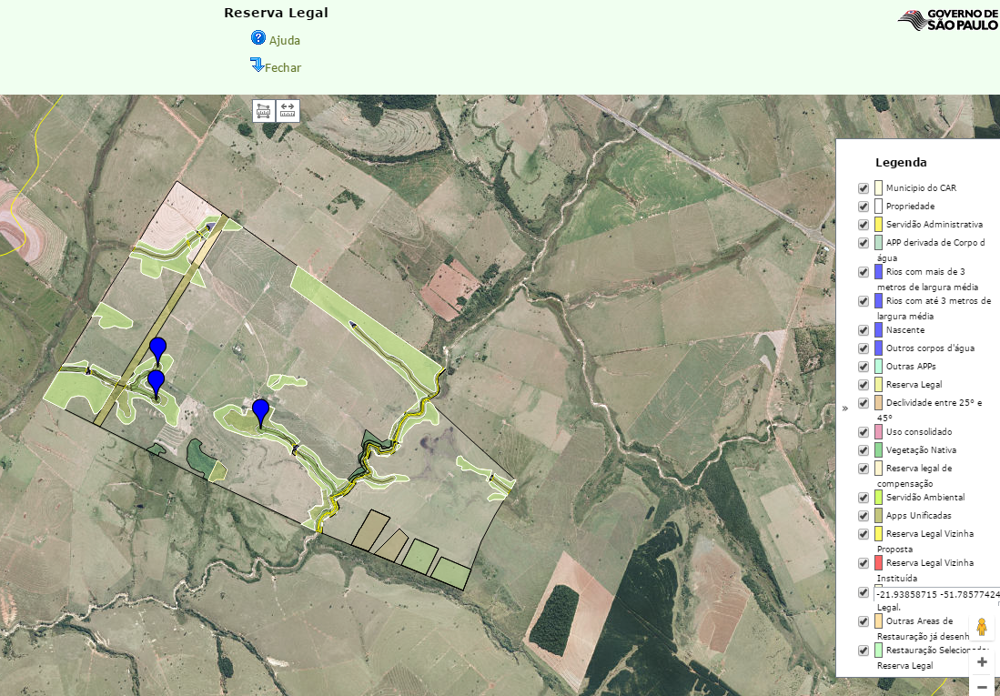 Reserva Legal
Ajuda
Fechar
GOVERNO DE
SÃO PAULO
»
Legenda
Municipio do CAR
Propriedade
Servidão Administrativa
APP derivada de Corpo d
água
Rios com mais de 3
metros de largura média
Rios com até 3 metros de
largura média
Nascente
Outros corpos d'água
Outras APPs
Reserva Legal
Declividade entre 25º e
45º
Uso consolidado
Vegetação Nativa
Reserva legal de
compensação
Servidão Ambiental
Apps Unificadas
Reserva Legal Vizinha
Proposta
Reserva Legal Vizinha
Instituída
-21.93858715 -51.78577424
Legal.
Outras Areas de
Restauração já desenh
Restauração
Reserva Legal
+
−